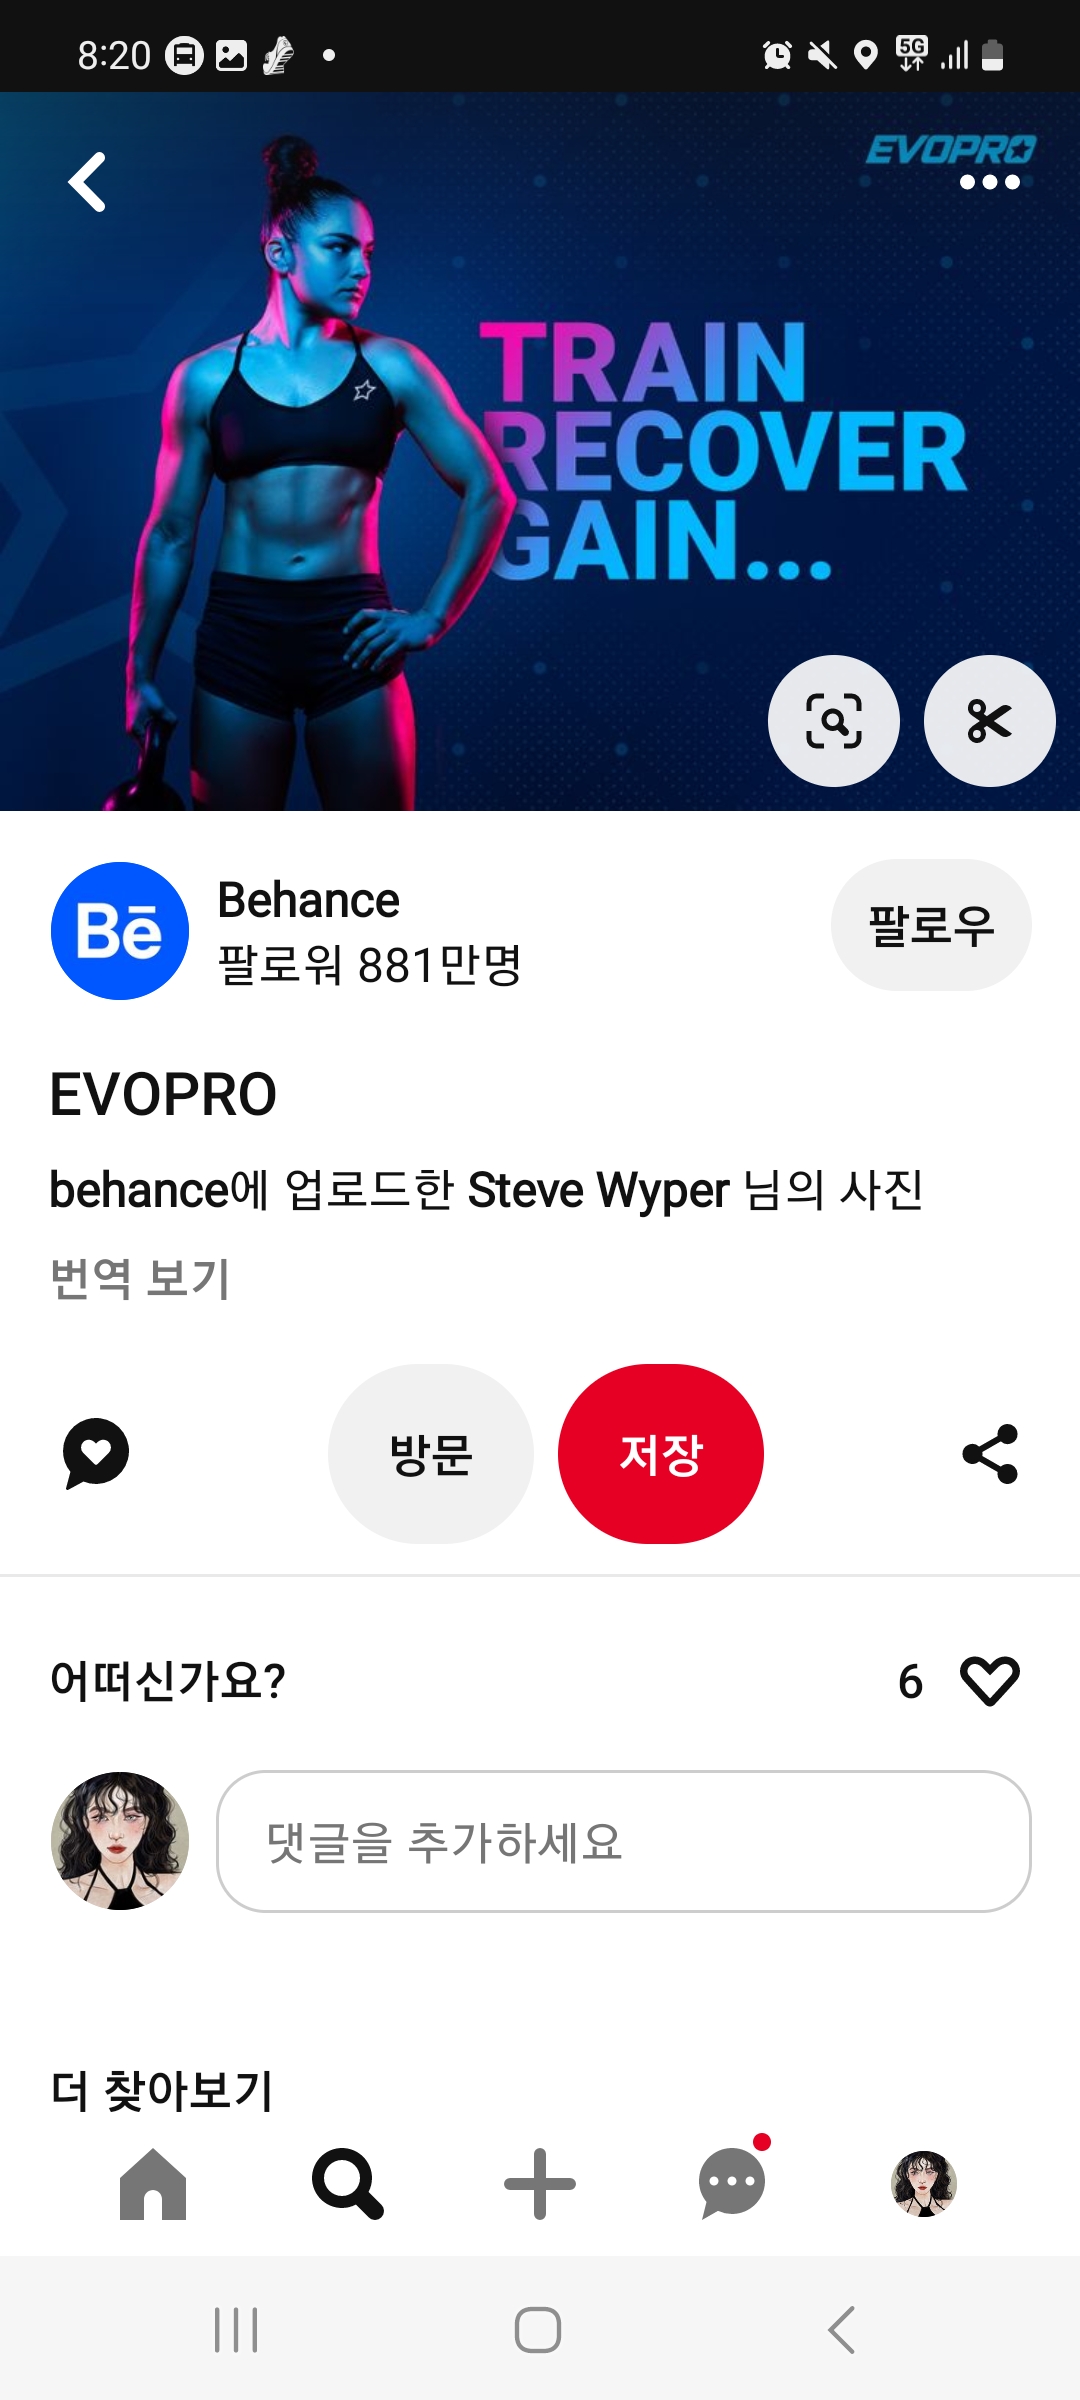 8:20
5G
EVOPRO
TRAIN
RECOVER
GAIN...
Bē
Behance
팔로워 881만명
팔로우
EVOPRO
behance에 업로드한 Steve Wyper 님의 사진
번역 보기
방문
저장
어떠신가요?
6
댓글을 추가하세요
더 찾아보기